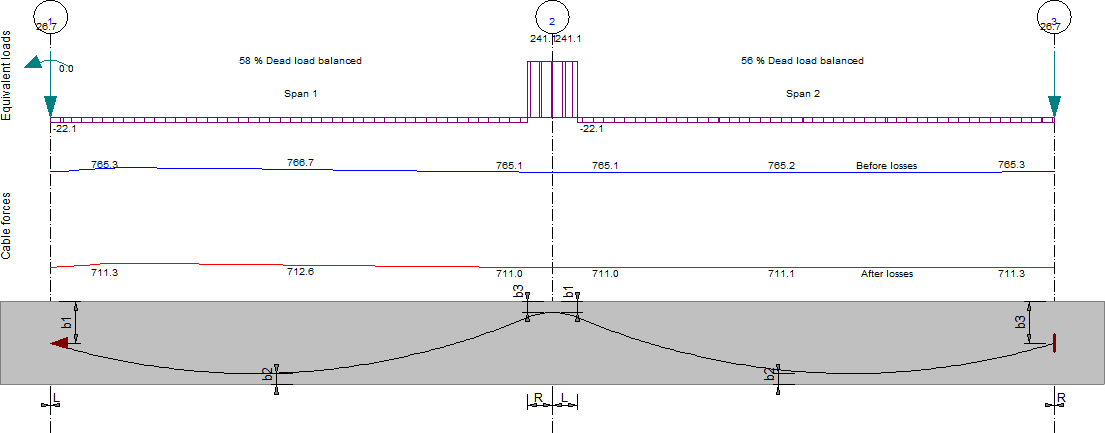 1 2 3
26.7 26.7
241.1 241.1
0.0
58 % Dead load balanced 56 % Dead load balanced
Span 1 Span 2
Equivalent loads
-22.1 -22.1
765.3 766.7 765.1 765.1 765.2 Before losses 765.3
Cable forces
711.3 712.6 711.0 711.0 711.1 After losses 711.3
b3 b1
b1 b3
b2 b2
L R L R